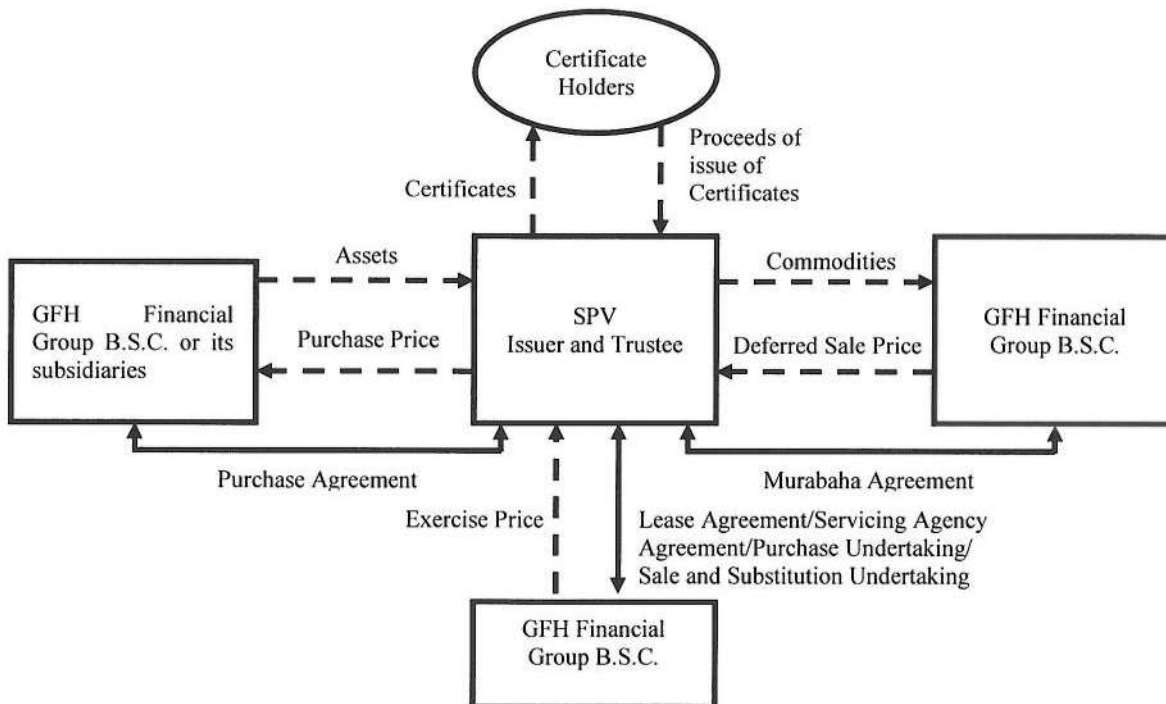 Certificate
Holders
Certificates
Proceeds of
issue of
Certificates
Assets
Commodities
GFH Financial
Group B.S.C. or its
subsidiaries
Purchase Price
SPV
Issuer and Trustee
Deferred Sale Price
GFH Financial
Group B.S.C.
Purchase Agreement
Murabaha Agreement
Exercise Price
Lease Agreement/Servicing Agency
Agreement/Purchase Undertaking/
Sale and Substitution Undertaking
GFH Financial
Group B.S.C.